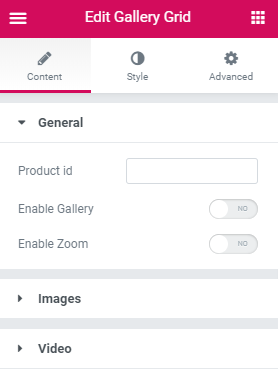 Edit Gallery Grid
Content Style Advanced
General
Product id
Enable Gallery NO
Enable Zoom NO
Images
Video